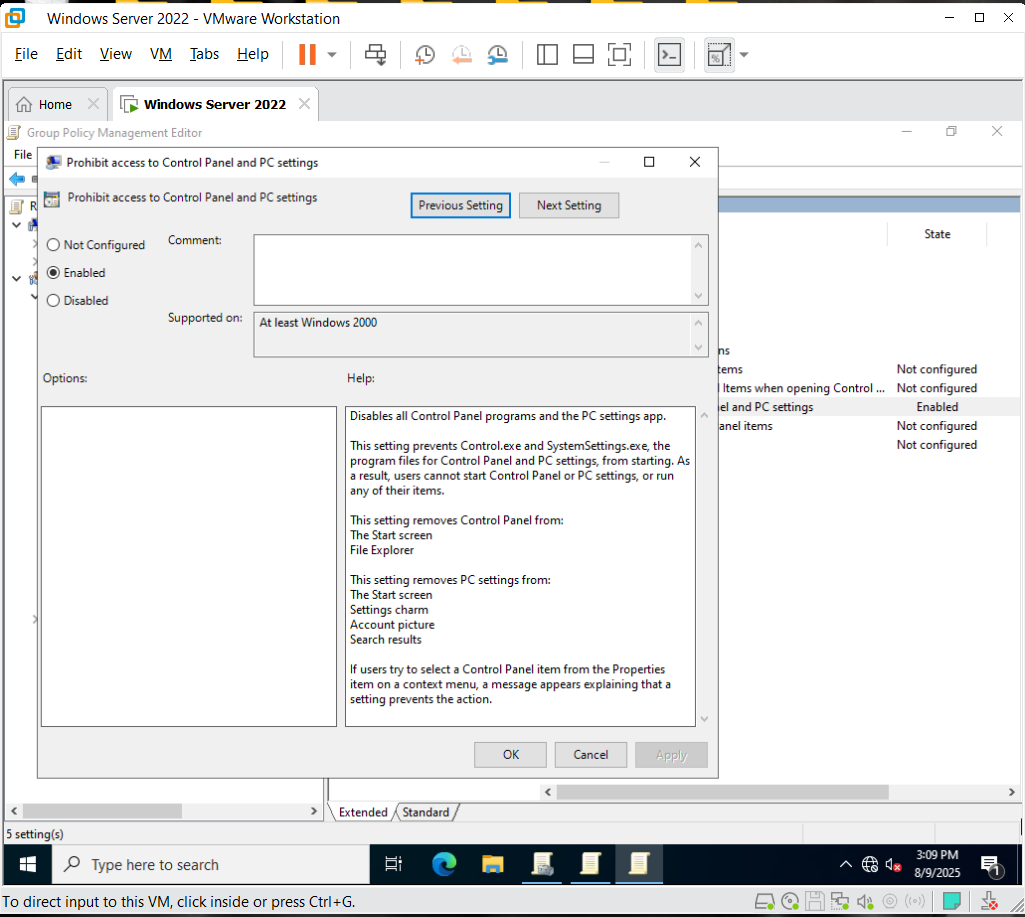 Windows Server 2022 - VMware Workstation
File Edit View VM Tabs Help
Home
Windows Server 2022
Group Policy Management Editor
File
Prohibit access to Control Panel and PC settings
Prohibit access to Control Panel and PC settings
Previous Setting
Next Setting
R
State
Not Configured
Comment:
Enabled
Disabled
Supported on:
At least Windows 2000
ns
tems
Not configured
Options:
Help:
l Items when opening Control ...
Not configured
el and PC settings
Enabled
anel items
Not configured
Not configured
Disables all Control Panel programs and the PC settings app.
This setting prevents Control.exe and SystemSettings.exe, the
program files for Control Panel and PC settings, from starting. As
a result, users cannot start Control Panel or PC settings, or run
any of their items.
This setting removes Control Panel from:
The Start screen
File Explorer
This setting removes PC settings from:
The Start screen
Settings charm
Account picture
Search results
If users try to select a Control Panel item from the Properties
item on a context menu, a message appears explaining that a
setting prevents the action.
OK
Cancel
Apply
Extended
Standard
5 setting(s)
Type here to search
3:09 PM
8/9/2025
1
To direct input to this VM, click inside or press Ctrl+G.